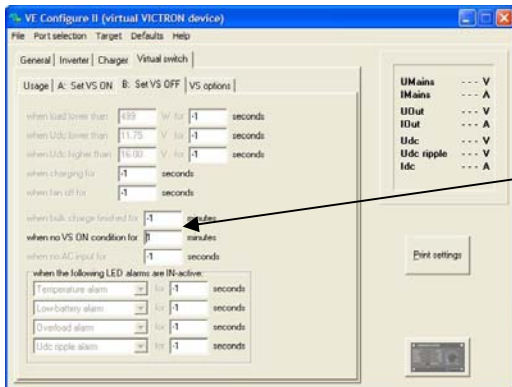 VE Configure II (virtual VICTRON device)
File Port selection Target Defaults Help
General Inverter Charger Virtual switch
Usage A: Set VS ON B: Set VS OFF VS options
when load lower than 499 W for -1 seconds
when Udc lower than 11.75 V for -1 seconds
when Udc higher than 16.00 V for -1 seconds
when charging for -1 seconds
when fan off for -1 seconds
when bulk charge finished for -1 minutes
when no VS ON condition for 1 minutes
when no AC input for -1 seconds
when the following LED alarms are IN-active:
Temperature alarm for -1 seconds
Low-battery alarm for -1 seconds
Overload alarm for -1 seconds
Udc ripple alarm for -1 seconds
UMains --- V
IMains --- A
UOut --- V
IOut --- A
Udc --- V
Udc ripple --- V
Idc --- A
Print settings